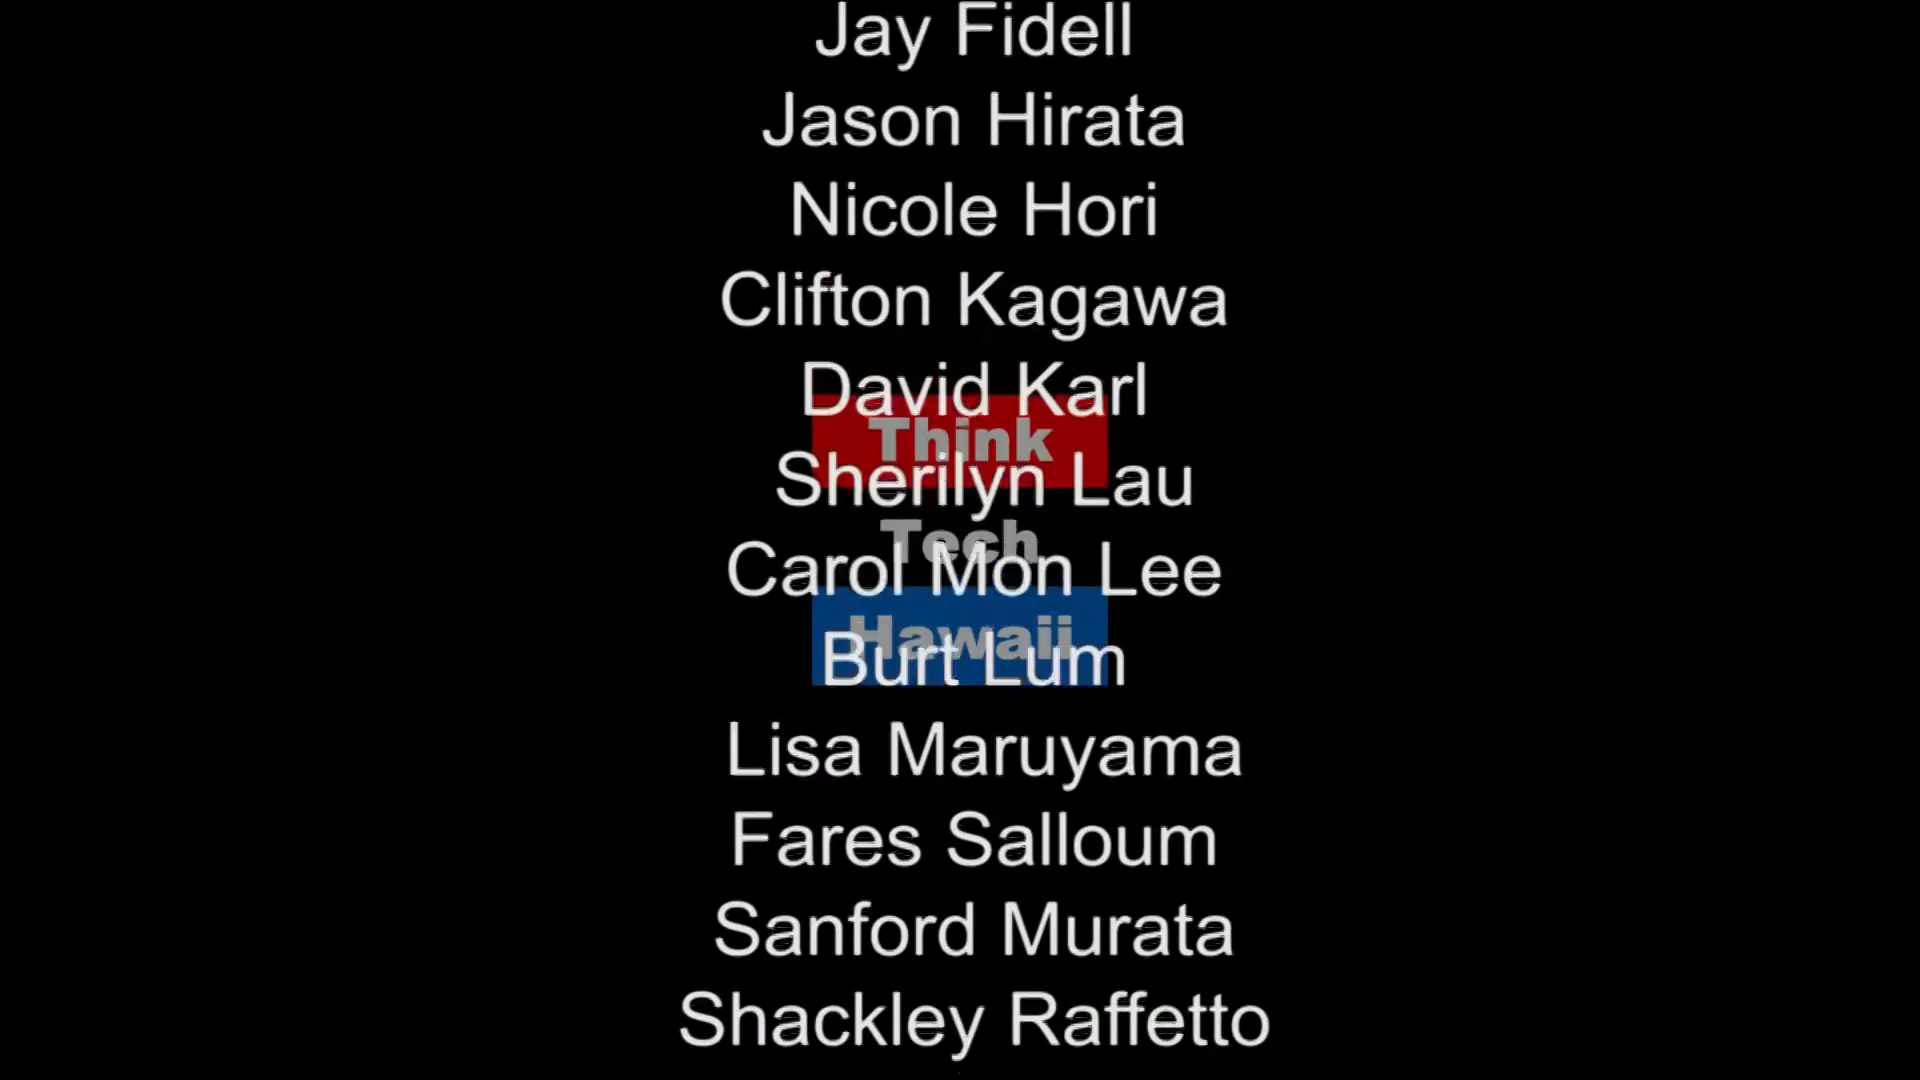 Jay Fidell
Jason Hirata
Nicole Hori
Clifton Kagawa
David Karl
Think
Sherilyn Lau
Tech
Carol Mon Lee
Hawaii
Burt Lum
Lisa Maruyama
Fares Salloum
Sanford Murata
Shackley Raffetto